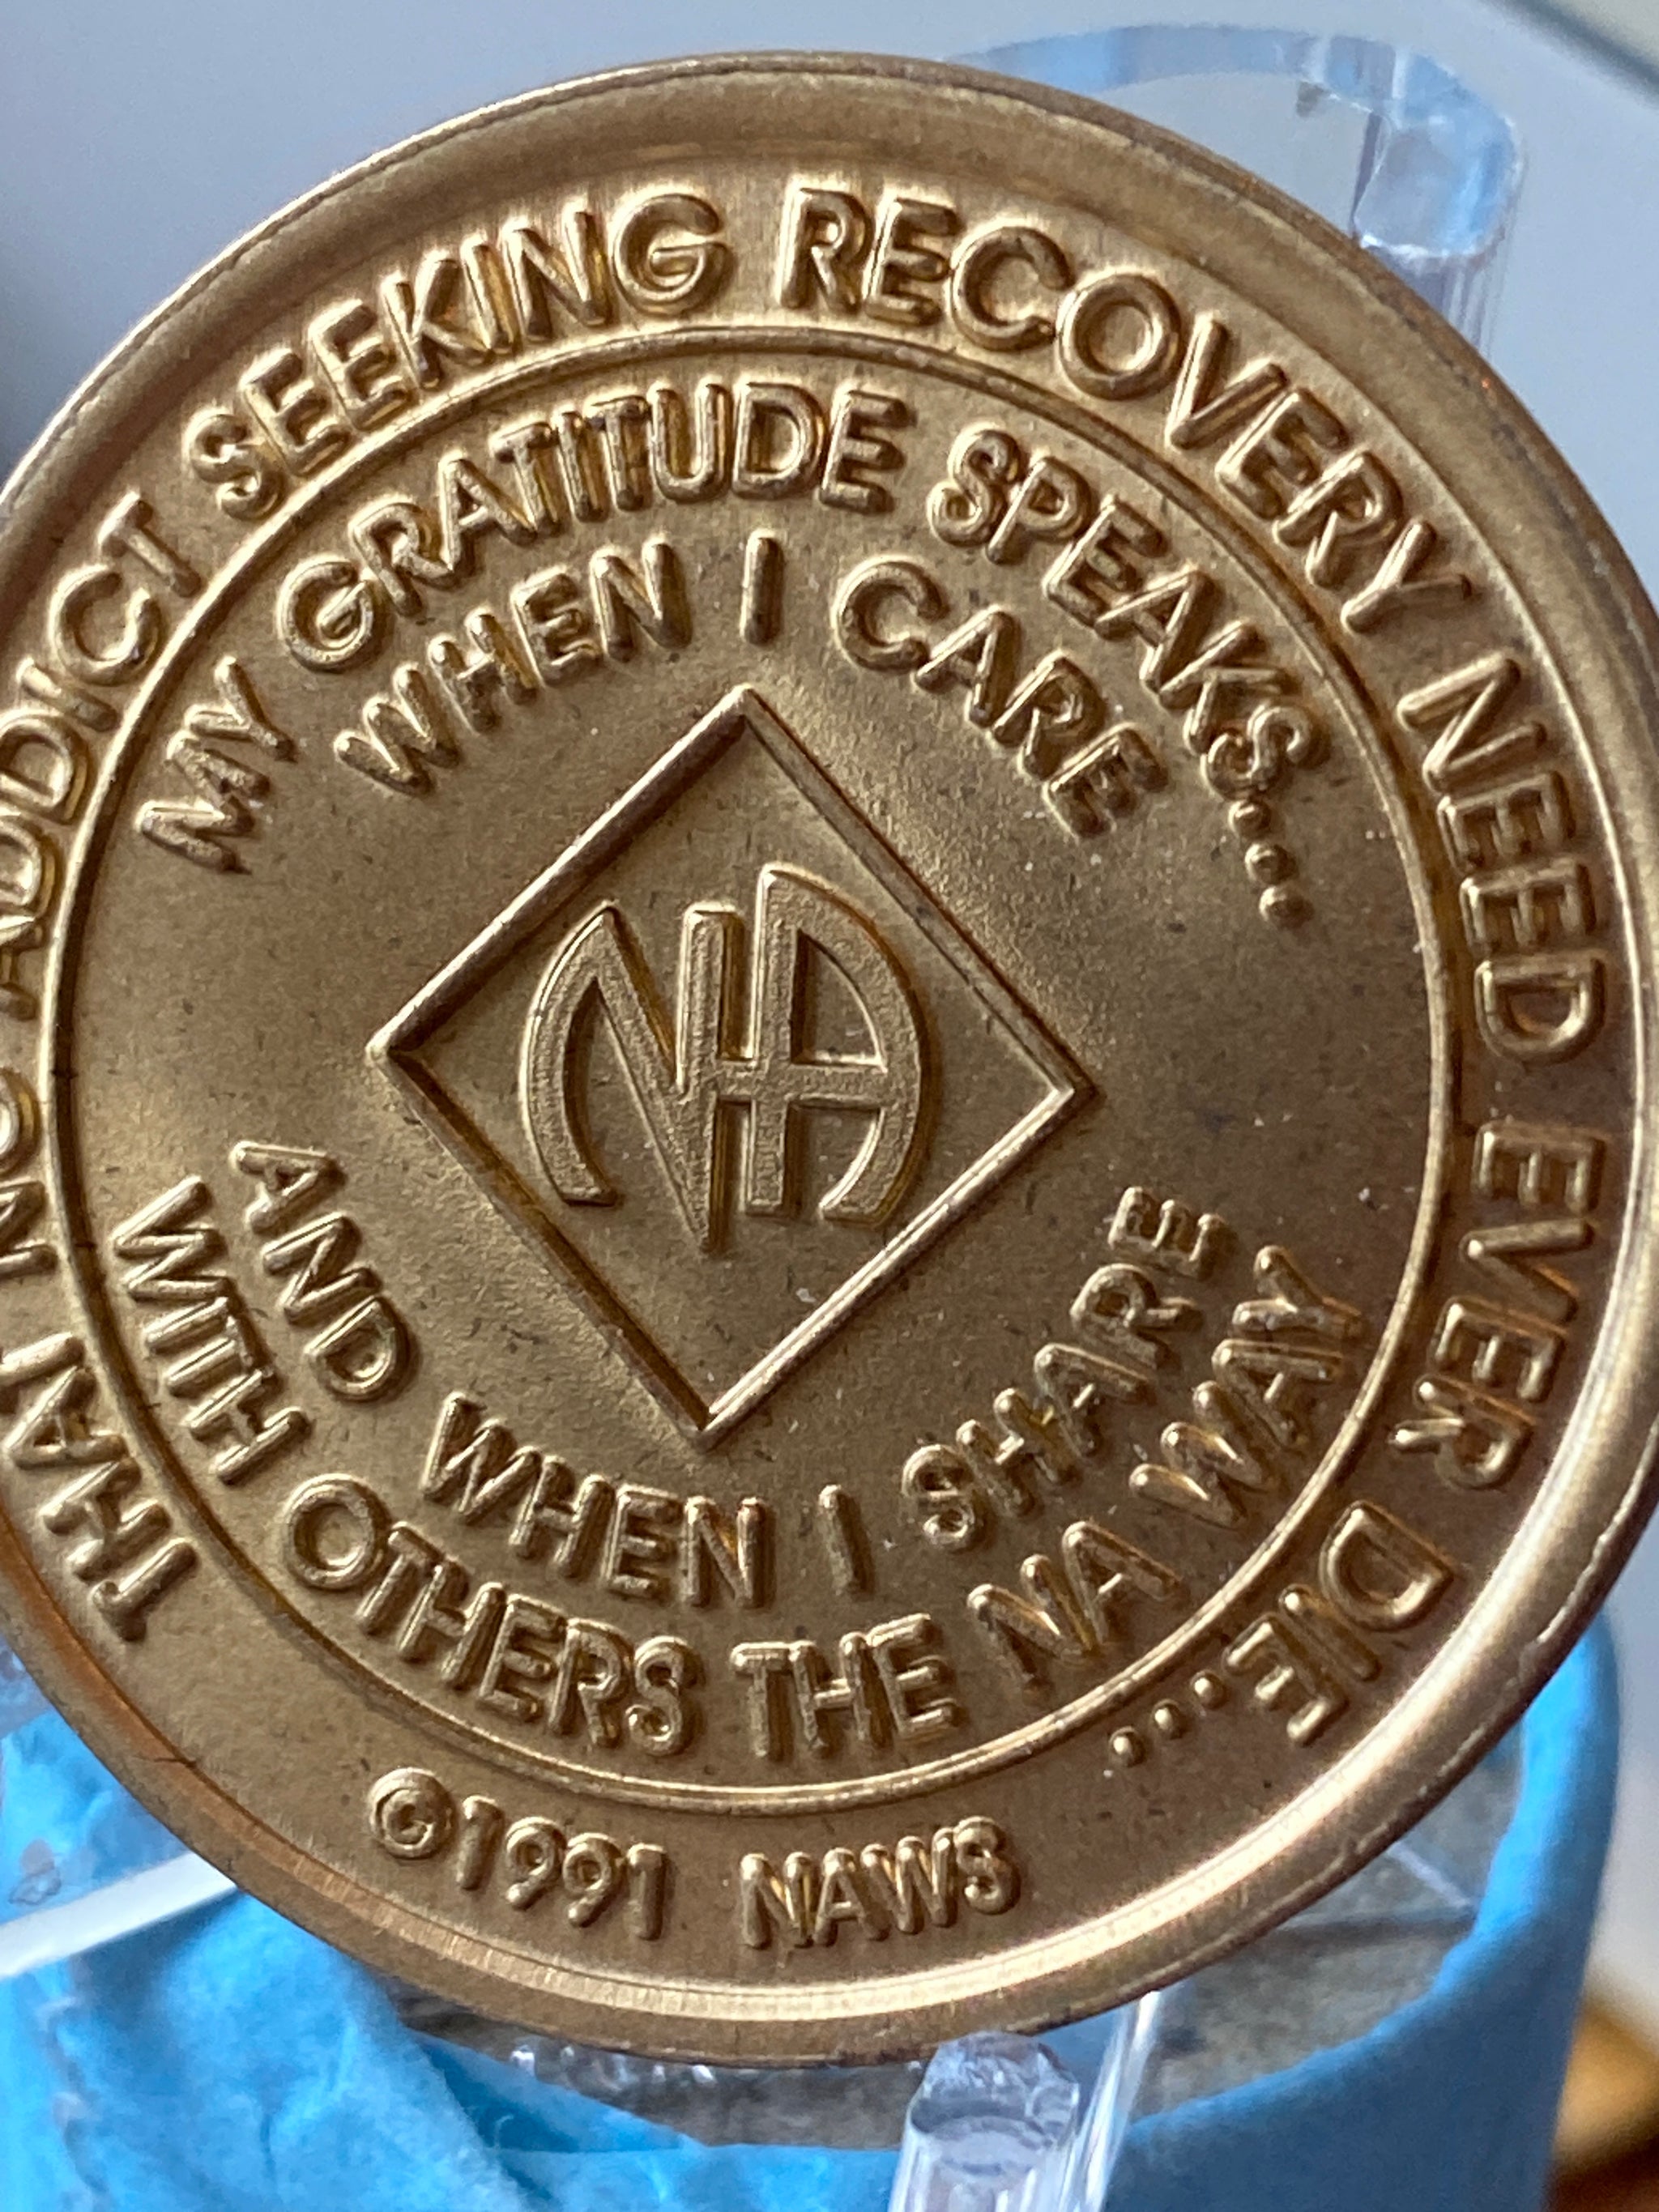 THAT NO ADDICT SEEKING RECOVERY NEED EVER DIE...
MY GRATITUDE SPEAKS...
WHEN I CARE
NA
AND WHEN I SHARE
WITH OTHERS THE NA WAY
©1991 NAWS